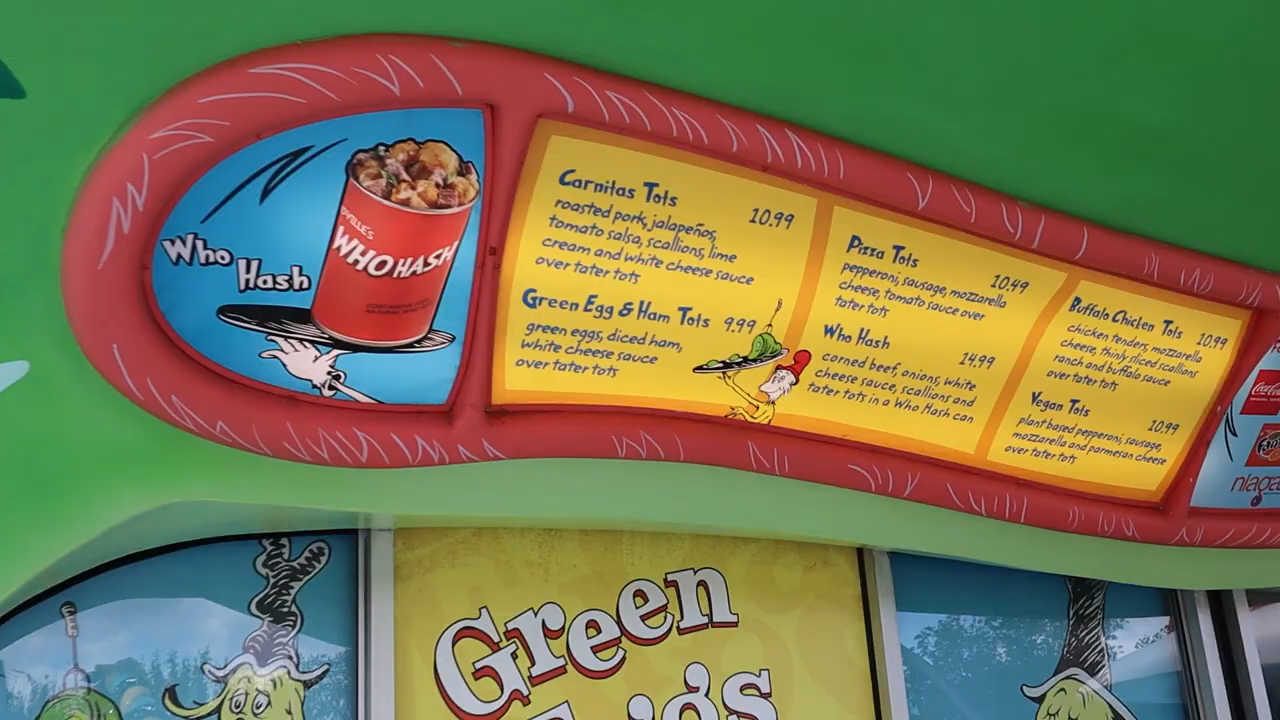 Who
Hash
WHO HASH
Carnitas Tots 10.99
roasted pork, jalapeños,
tomato salsa, scallions, lime
cream and white cheese sauce
over tater tots
Green Egg & Ham Tots 9.99
green eggs, diced ham,
white cheese sauce
over tater tots
Pizza Tots 10.49
pepperoni, sausage, mozzarella
cheese, tomato sauce over
tater tots
Who Hash 14.99
corned beef, onions, white
cheese sauce, scallions and
tater tots in a Who Hash can
Buffalo Chicken Tots 10.99
chicken tenders, mozzarella
cheese, thinly sliced scallions
ranch and buffalo sauce
over tater tots
Vegan Tots 10.99
plant based pepperoni, sausage,
mozzarella and parmesan cheese
over tater tots
Green